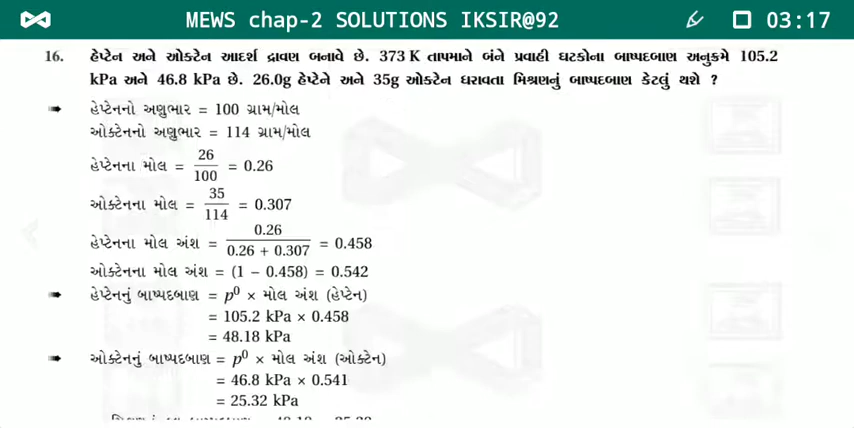 MEWS chap-2 SOLUTIONS IKSIR@92 03:17
16. હેપ્ટેન અને ઓક્ટેન આદર્શ દ્રાવણ બનાવે છે. 373 K તાપમાને બંને પ્રવાહી ઘટકોના બાષ્પદબાણ અનુક્રમે 105.2
kPa અને 46.8 kPa છે. 26.0g હેપ્ટેને અને 35g ઓક્ટેન ધરાવતા મિશ્રણનું બાષ્પદબાણ કેટલું થશે ?
➡ હેપ્ટેનનો અણુભાર = 100 ગ્રામ/મોલ
ઓક્ટેનનો અણુભાર = 114 ગ્રામ/મોલ
હેપ્ટેનના મોલ = 26/100 = 0.26
ઓક્ટેનના મોલ = 35/114 = 0.307
હેપ્ટેનના મોલ અંશ = 0.26/(0.26 + 0.307) = 0.458
ઓક્ટેનના મોલ અંશ = (1 − 0.458) = 0.542
➡ હેપ્ટેનનું બાષ્પદબાણ = p⁰ × મોલ અંશ (હેપ્ટેન)
= 105.2 kPa × 0.458
= 48.18 kPa
➡ ઓક્ટેનનું બાષ્પદબાણ = p⁰ × મોલ અંશ (ઓક્ટેન)
= 46.8 kPa × 0.541
= 25.32 kPa